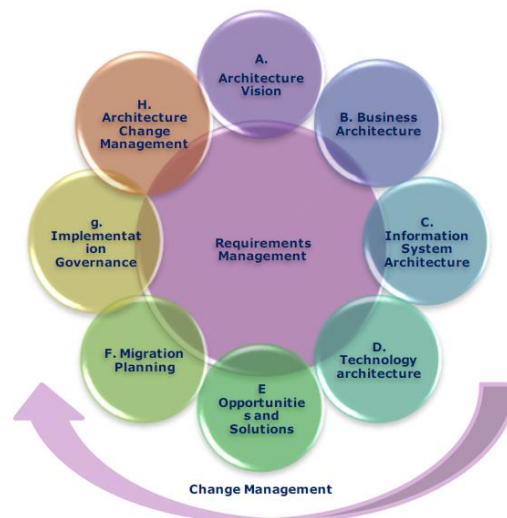 A.
Architecture
Vision
B. Business
Architecture
C.
Information
System
Architecture
D.
Technology
architecture
E
Opportunitie
s and
Solutions
F. Migration
Planning
g.
Implementat
ion
Governance
H.
Architecture
Change
Management
Requirements
Management
Change Management